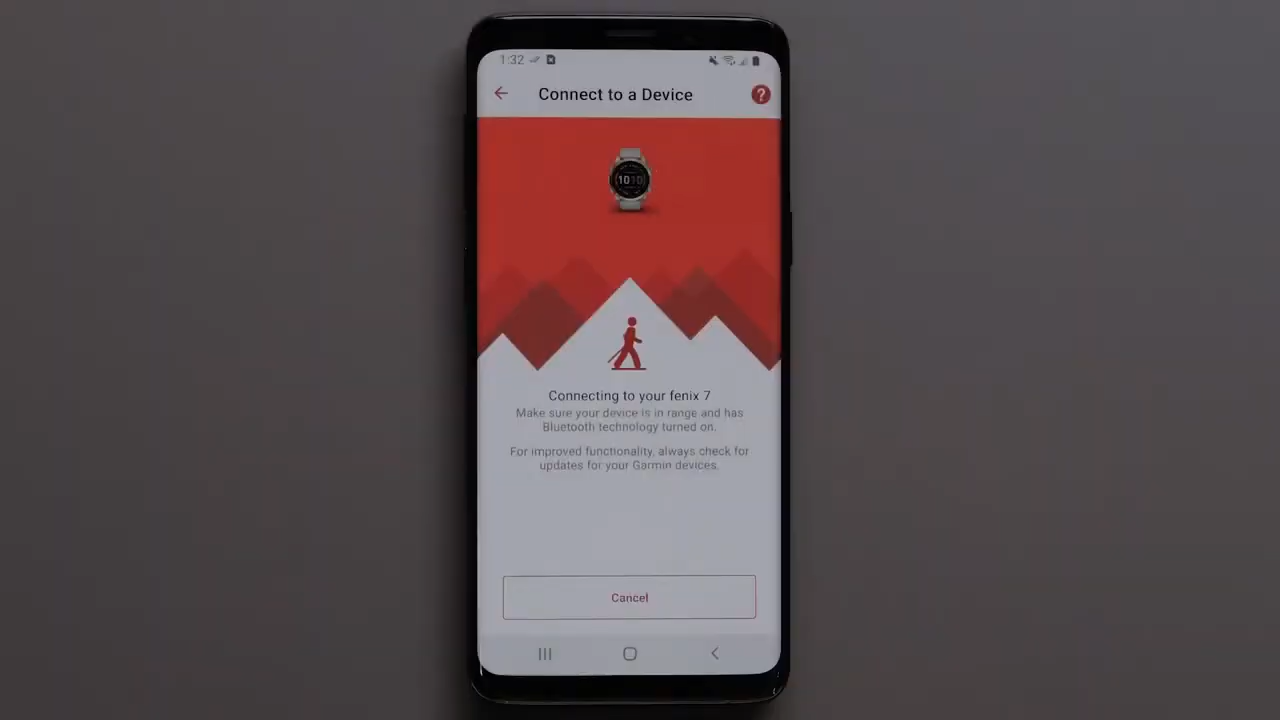 1:32
Connect to a Device
?
10 10
Connecting to your fenix 7
Make sure your device is in range and has
Bluetooth technology turned on.
For improved functionality, always check for
updates for your Garmin devices.
Cancel